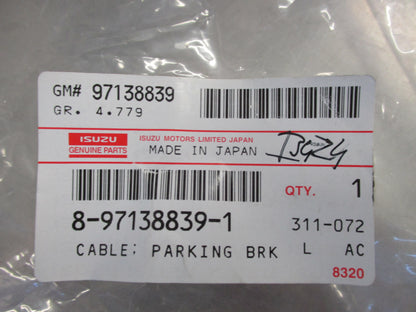 GM# 97138839
GR. 4.779
ISUZU
GENUINE PARTS
ISUZU MOTORS LIMITED JAPAN
MADE IN JAPAN
QTY. 1
8-97138839-1 311-072
CABLE; PARKING BRK L AC
8320